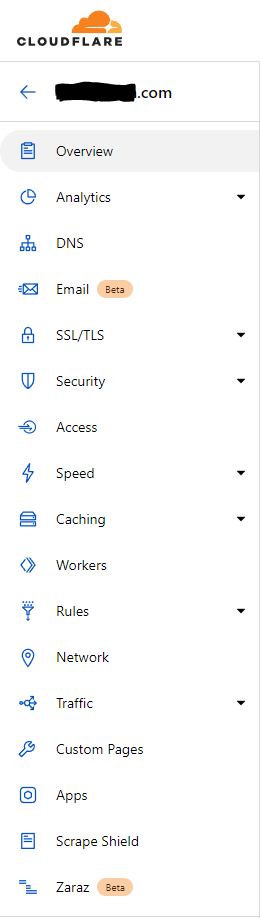 CLOUDFLARE
.com
Overview
Analytics
DNS
Email Beta
SSL/TLS
Security
Access
Speed
Caching
Workers
Rules
Network
Traffic
Custom Pages
Apps
Scrape Shield
Zaraz Beta